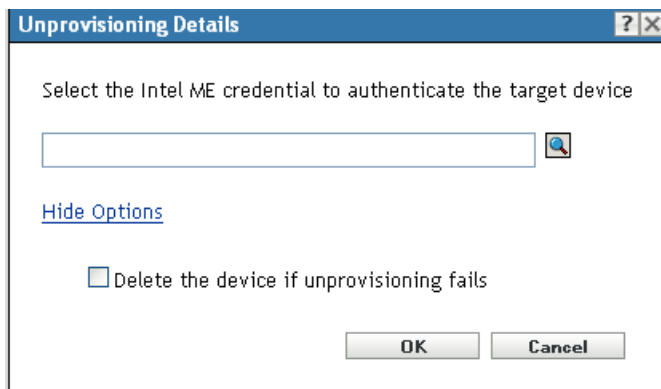 Unprovisioning Details ? X
Select the Intel ME credential to authenticate the target device
Hide Options
Delete the device if unprovisioning fails
OK Cancel